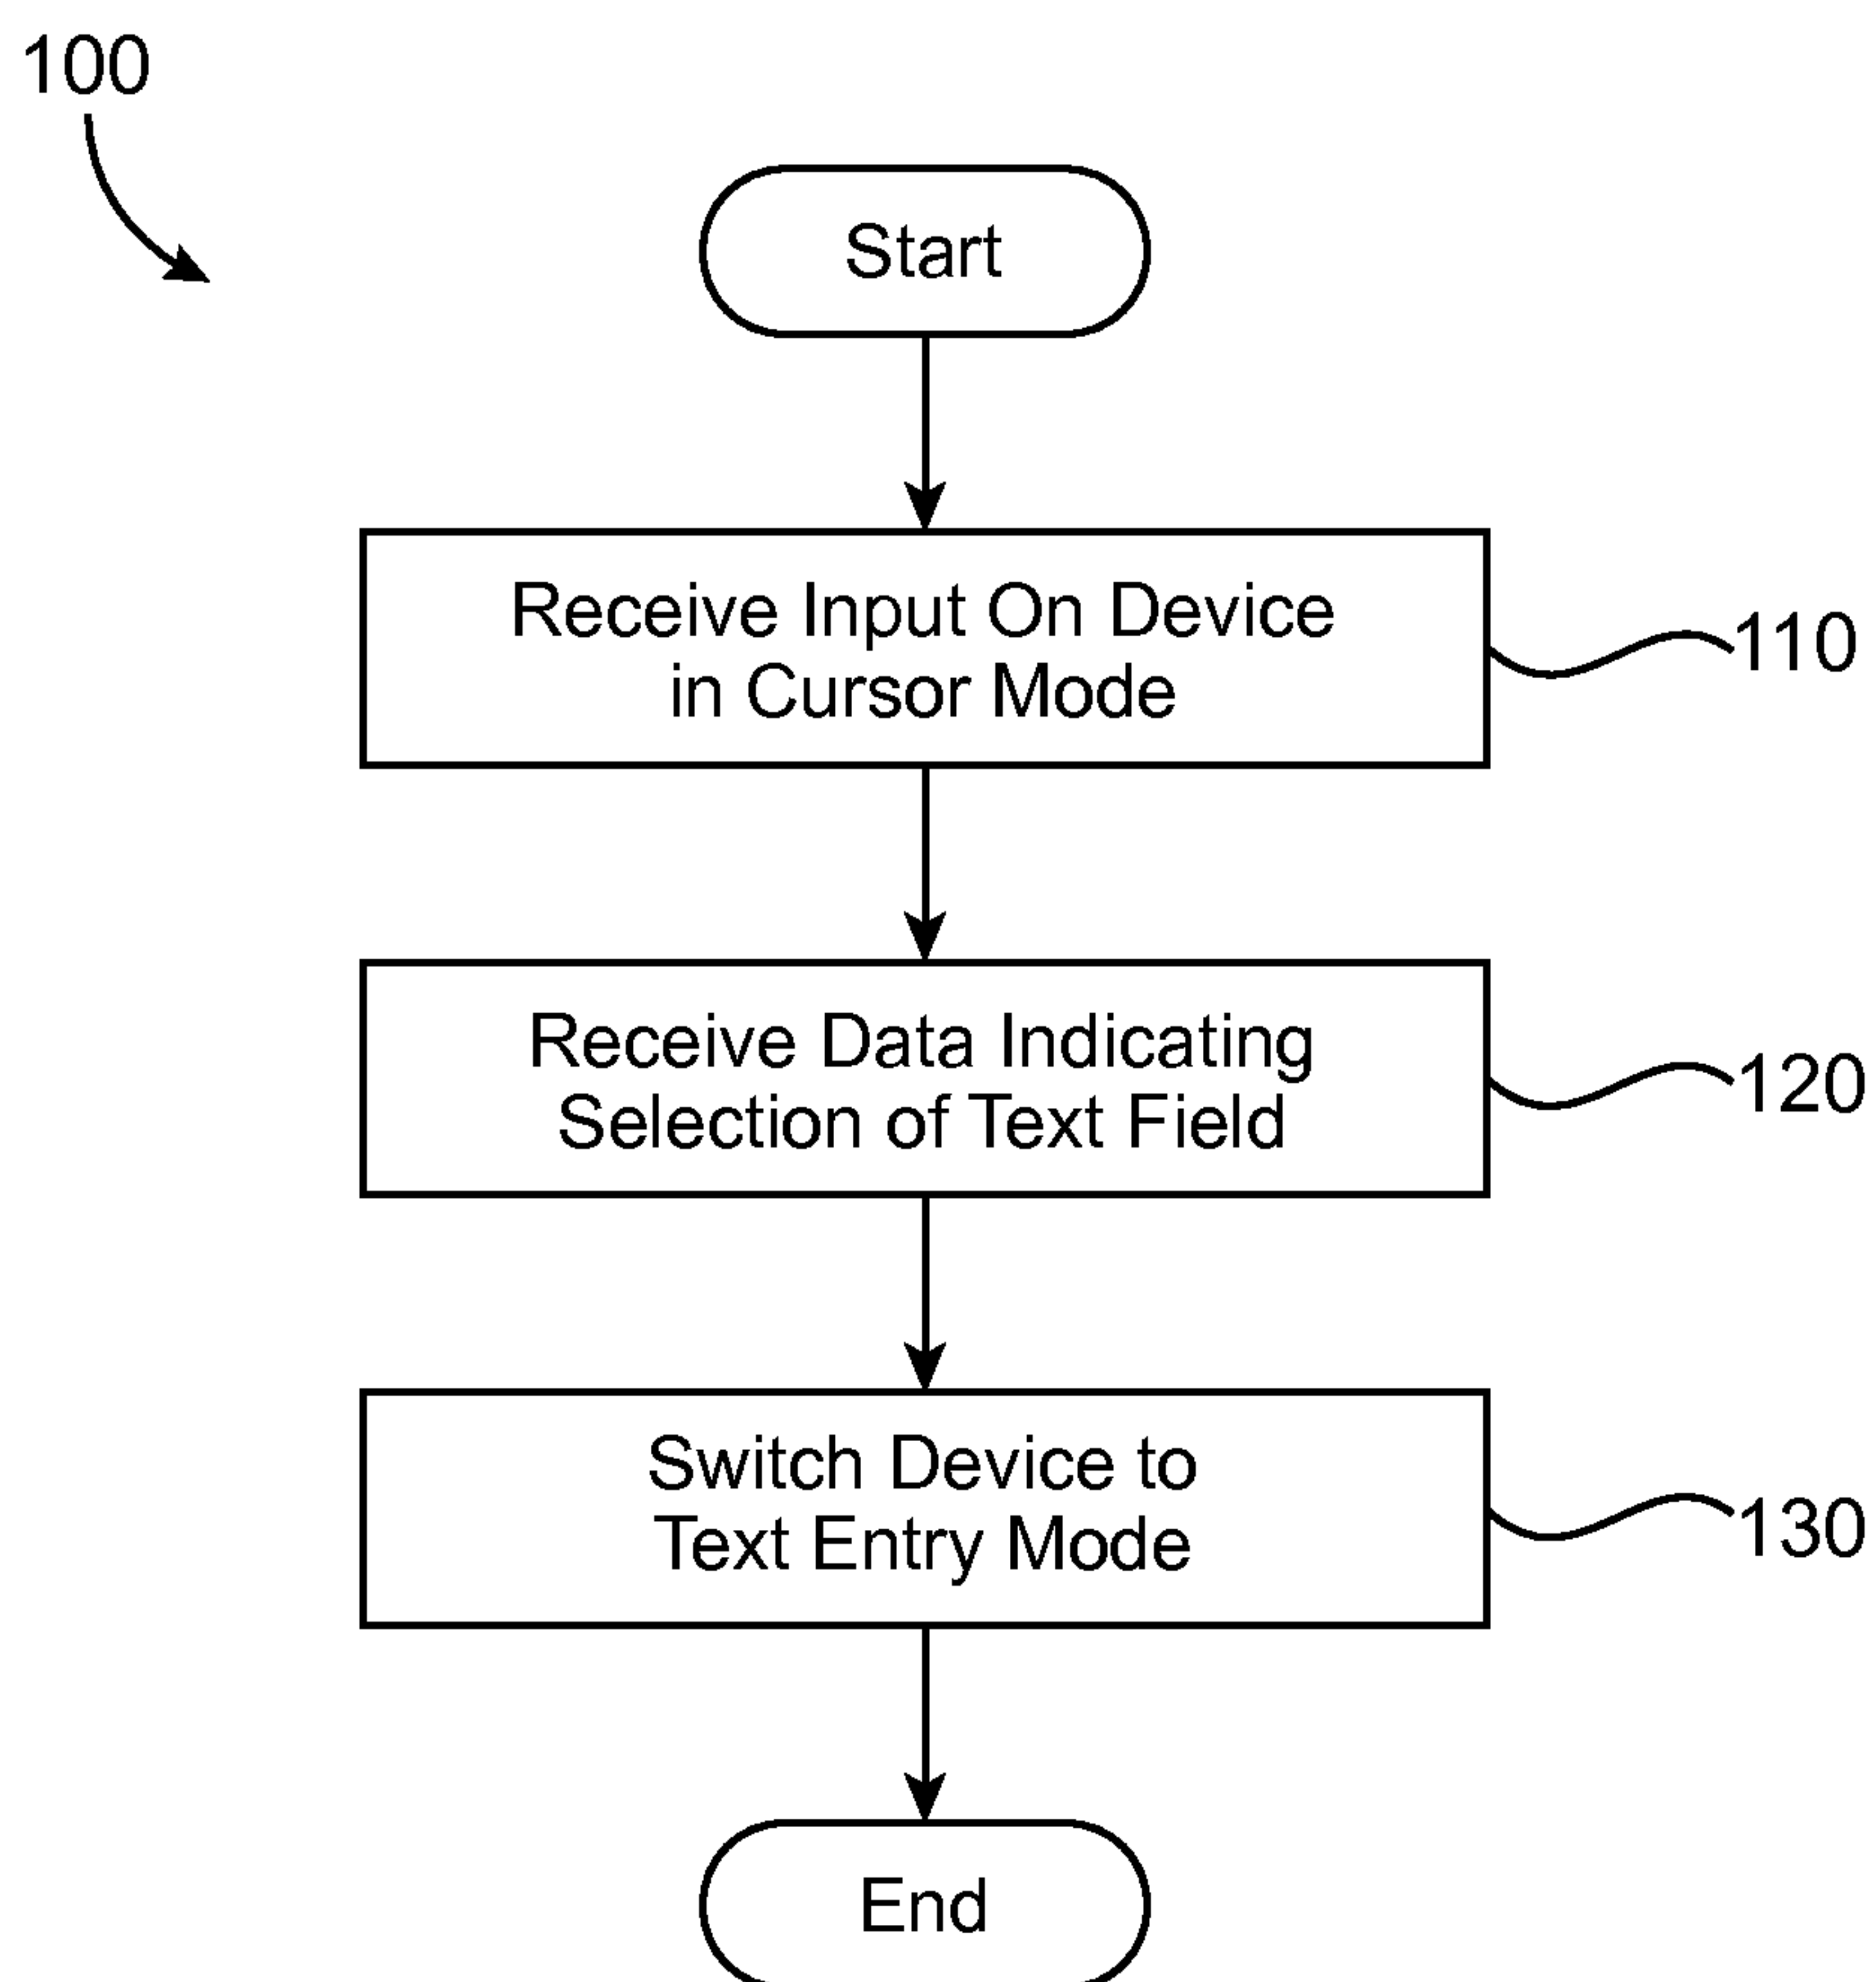 100
Start
Receive Input On Device
in Cursor Mode
110
Receive Data Indicating
Selection of Text Field
120
Switch Device to
Text Entry Mode
130
End